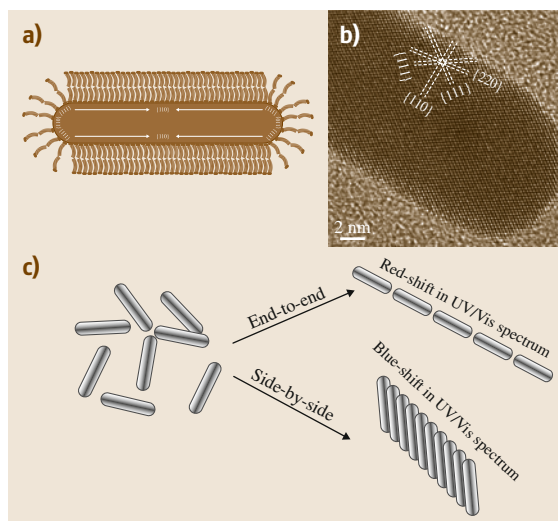 a)
b)
[110]
[111]
[220]
2 nm
c)
End-to-end
Red-shift in UV/Vis spectrum
Side-by-side
Blue-shift in UV/Vis spectrum